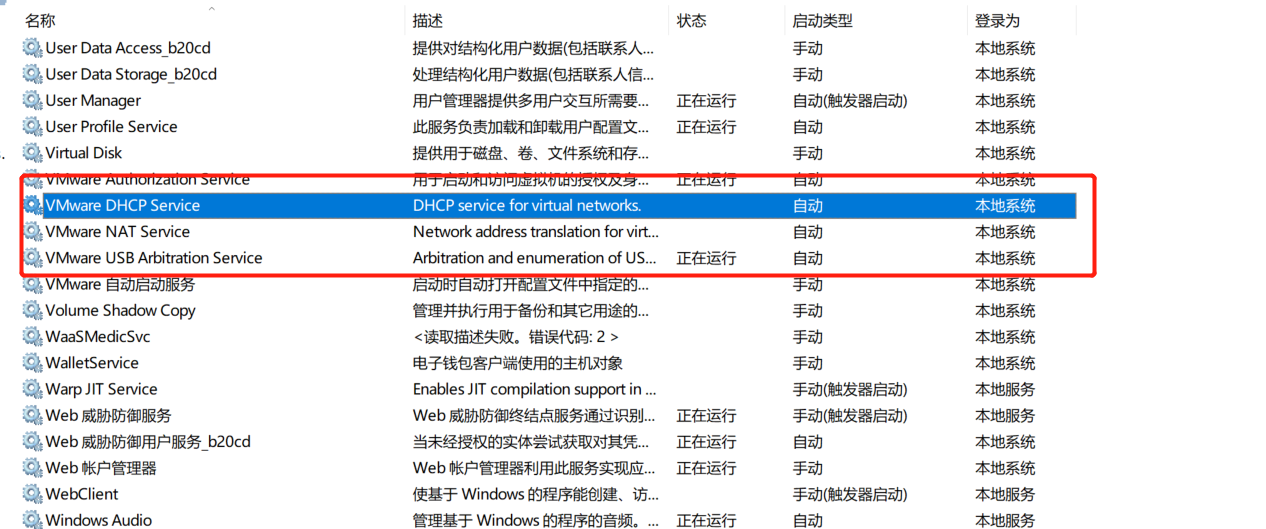 名称 描述 状态 启动类型 登录为
User Data Access_b20cd 提供对结构化用户数据(包括联系人... 手动 本地系统
User Data Storage_b20cd 处理结构化用户数据(包括联系人信... 手动 本地系统
User Manager 用户管理器提供多用户交互所需要... 正在运行 自动(触发器启动) 本地系统
User Profile Service 此服务负责加载和卸载用户配置文... 正在运行 自动 本地系统
Virtual Disk 提供用于磁盘、卷、文件系统和存... 手动 本地系统
VMware Authorization Service 用于启动和访问虚拟机的授权及身... 正在运行 自动 本地系统
VMware DHCP Service DHCP service for virtual networks. 自动 本地系统
VMware NAT Service Network address translation for virt... 自动 本地系统
VMware USB Arbitration Service Arbitration and enumeration of US... 正在运行 自动 本地系统
VMware 自动启动服务 启动时自动打开配置文件中指定的... 手动 本地系统
Volume Shadow Copy 管理并执行用于备份和其它用途的... 手动 本地系统
WaaSMedicSvc <读取描述失败。错误代码: 2 > 手动 本地系统
WalletService 电子钱包客户端使用的主机对象 手动 本地系统
Warp JIT Service Enables JIT compilation support in ... 手动(触发器启动) 本地服务
Web 威胁防御服务 Web 威胁防御终结点服务通过识别... 正在运行 手动(触发器启动) 本地服务
Web 威胁防御用户服务_b20cd 当未经授权的实体尝试获取对其凭... 正在运行 自动 本地系统
Web 帐户管理器 Web 帐户管理器利用此服务实现应... 正在运行 手动 本地系统
WebClient 使基于 Windows 的程序能创建、访... 手动(触发器启动) 本地服务
Windows Audio 管理基于 Windows 的程序的音频。... 正在运行 自动 本地服务